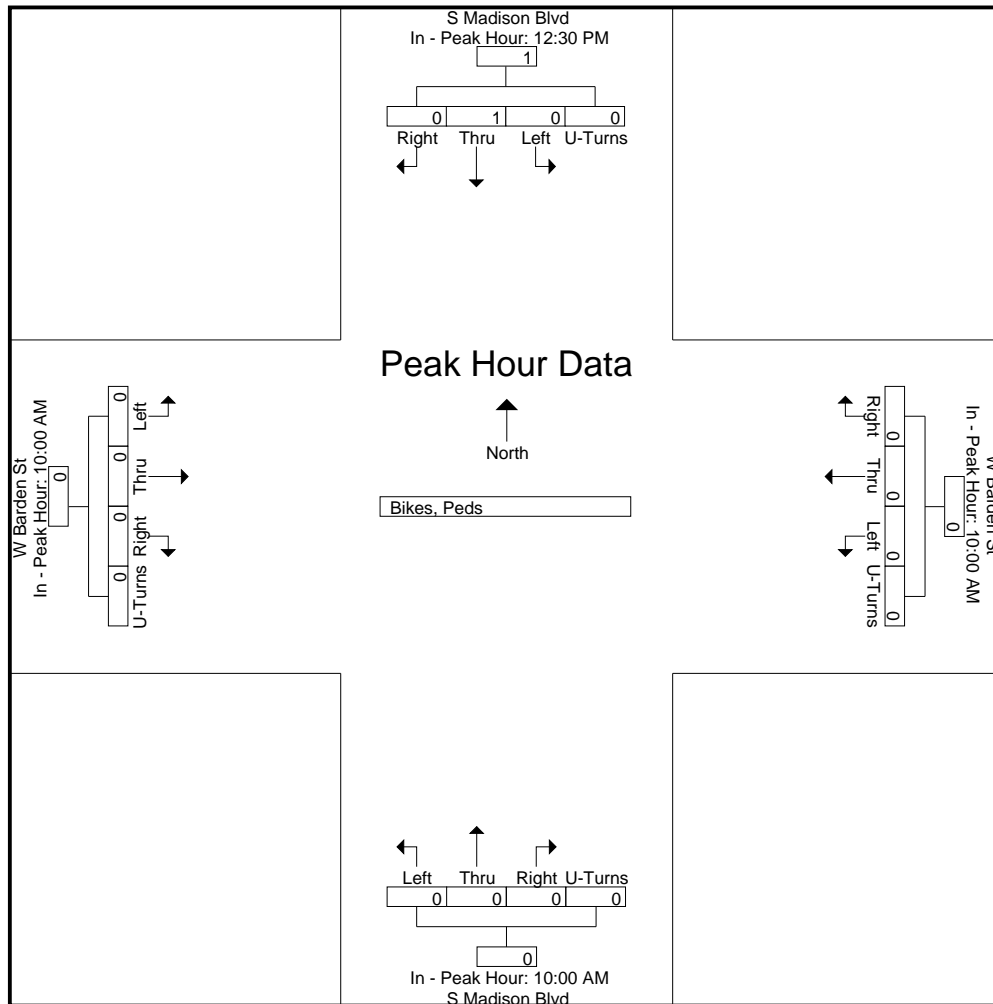 S Madison Blvd
In - Peak Hour: 12:30 PM
1
0 1 0 0
Right Thru Left U-Turns
Peak Hour Data
North
Bikes, Peds
W Barden St
In - Peak Hour: 10:00 AM
0
0 0 0 0
Left Thru Right U-Turns
Right Thru Left U-Turns
0 0 0 0
0
In - Peak Hour: 10:00 AM
W Barden St
Left Thru Right U-Turns
0 0 0 0
0
In - Peak Hour: 10:00 AM
S Madison Blvd